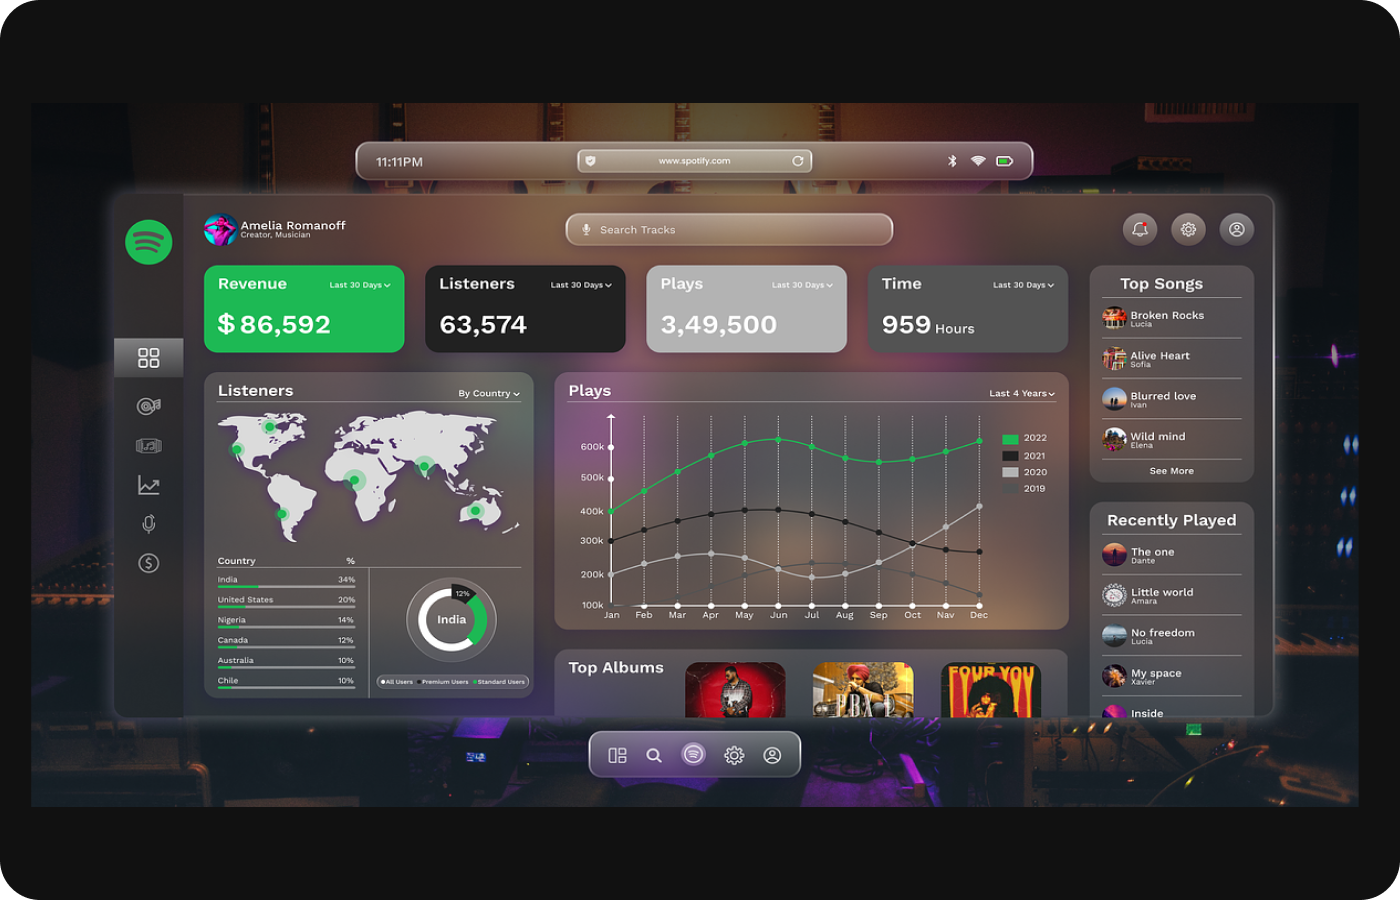 11:11PM
www.spotify.com
Amelia Romanoff
Creator, Musician
Search Tracks
Revenue
Last 30 Days
$ 86,592
Listeners
Last 30 Days
63,574
Plays
Last 30 Days
3,49,500
Time
Last 30 Days
959 Hours
Top Songs
Broken Rocks
Lucia
Alive Heart
Sofia
Blurred love
Ivan
Wild mind
Elena
See More
Listeners
By Country
Country %
India 34%
United States 20%
Nigeria 14%
Canada 12%
Australia 10%
Chile 10%
12%
India
All Users Premium Users Standard Users
Plays
Last 4 Years
600k
500k
400k
300k
200k
100k
Jan Feb Mar Apr May Jun Jul Aug Sep Oct Nav Dec
2022
2021
2020
2019
Top Albums
FOUR YOU
Recently Played
The one
Dante
Little world
Amara
No freedom
Lucia
My space
Xavier
Inside